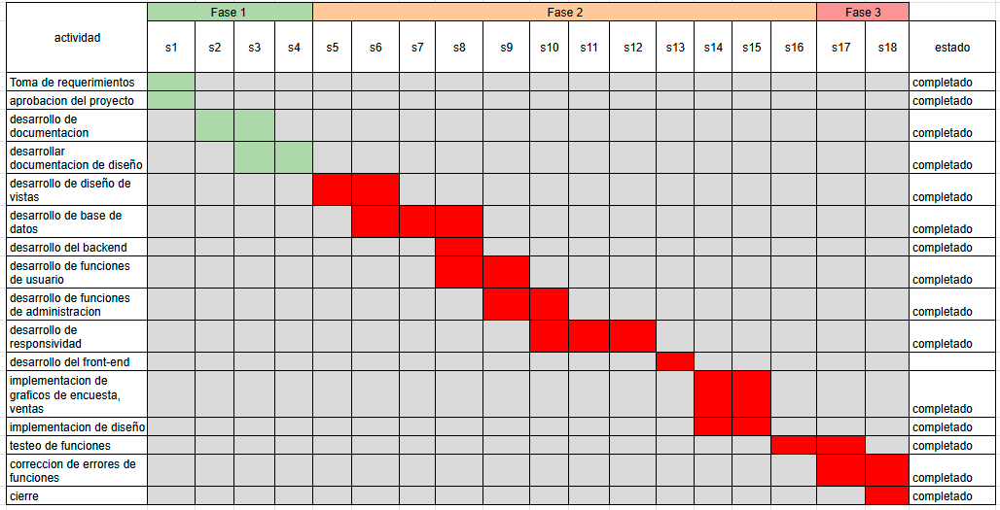 Fase 1 Fase 2 Fase 3
actividad s1 s2 s3 s4 s5 s6 s7 s8 s9 s10 s11 s12 s13 s14 s15 s16 s17 s18 estado
Toma de requerimientos completado
aprobacion del proyecto completado
desarrollo de
documentacion completado
desarrollar
documentacion de diseño completado
desarrollo de diseño de
vistas completado
desarrollo de base de
datos completado
desarrollo del backend completado
desarrollo de funciones
de usuario completado
desarrollo de funciones
de administracion completado
desarrollo de
responsividad completado
desarrollo del front-end
implementacion de
graficos de encuesta,
ventas completado
implementacion de diseño completado
testeo de funciones completado
correccion de errores de
funciones completado
cierre completado